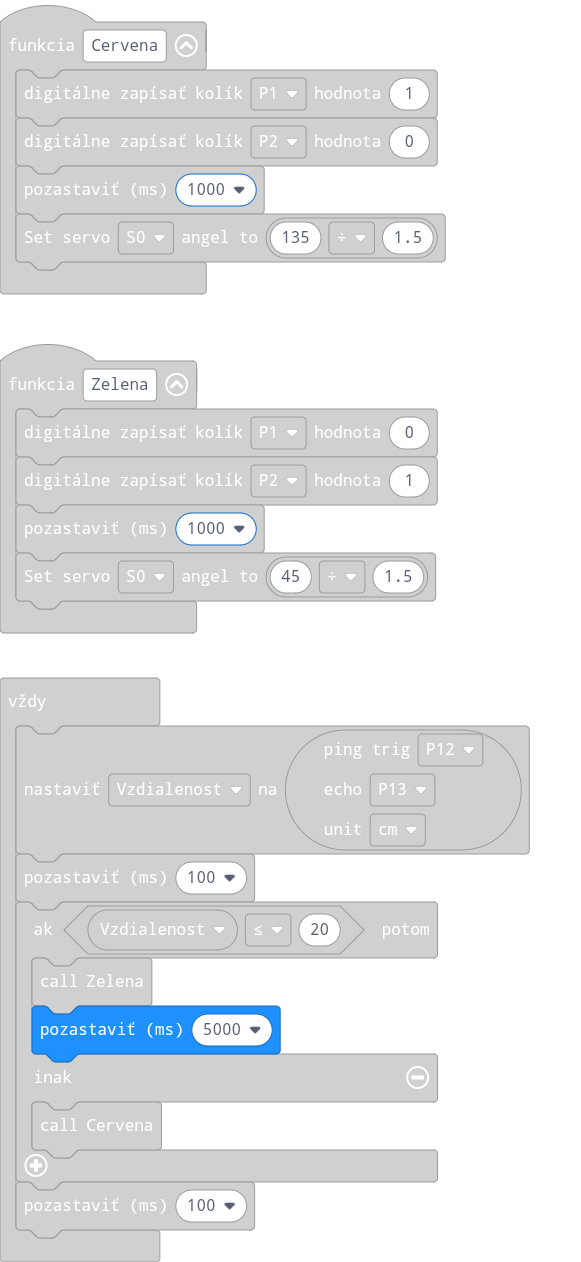 funkcia Cervena
digitálne zapísať kolík P1 hodnota 1
digitálne zapísať kolík P2 hodnota 0
pozastaviť (ms) 1000
Set servo S0 angel to 135 ÷ 1.5
funkcia Zelena
digitálne zapísať kolík P1 hodnota 0
digitálne zapísať kolík P2 hodnota 1
pozastaviť (ms) 1000
Set servo S0 angel to 45 ÷ 1.5
vždy
nastaviť Vzdialenost na
ping trig P12
echo P13
unit cm
pozastaviť (ms) 100
ak Vzdialenost ≤ 20 potom
call Zelena
pozastaviť (ms) 5000
inak
call Cervena
pozastaviť (ms) 100